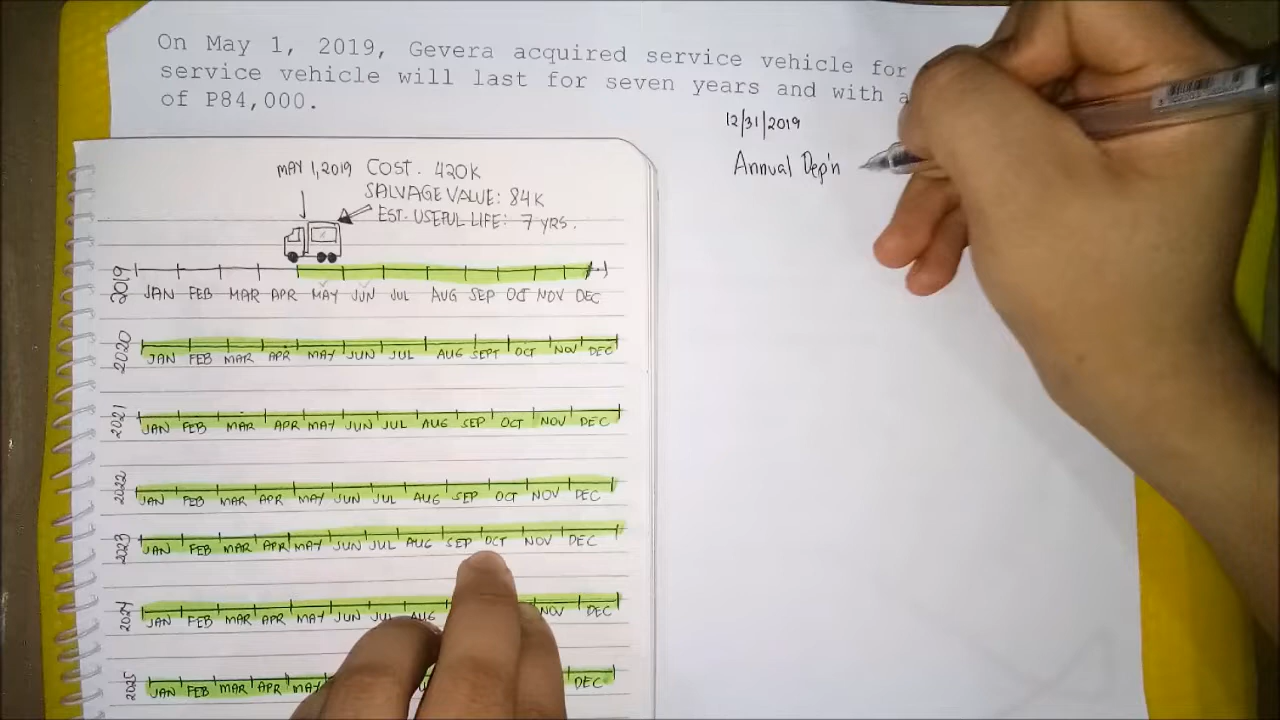 On May 1, 2019, Gevera acquired service vehicle for
service vehicle will last for seven years and with a
of P84,000.
12/31/2019
Annual Dep'n
MAY 1, 2019 COST. 420K
SALVAGE VALUE: 84K
EST. USEFUL LIFE: 7 YRS.
2019
JAN FEB MAR APR MAY JUN JUL AUG SEP OCT NOV DEC
2020
JAN FEB MAR APR MAY JUN JUL AUG SEPT OCT NOV DEC
2021
JAN FEB MAR APR MAY JUN JUL AUG SEP OCT NOV DEC
2022
JAN FEB MAR APR MAY JUN JUL AUG SEP OCT NOV DEC
2023
JAN FEB MAR APR MAY JUN JUL AUG SEP OCT NOV DEC
2024
JAN FEB MAR APR MAY JUN JUL AUG NOV DEC
2025
JAN FEB MAR APR MAY DEC